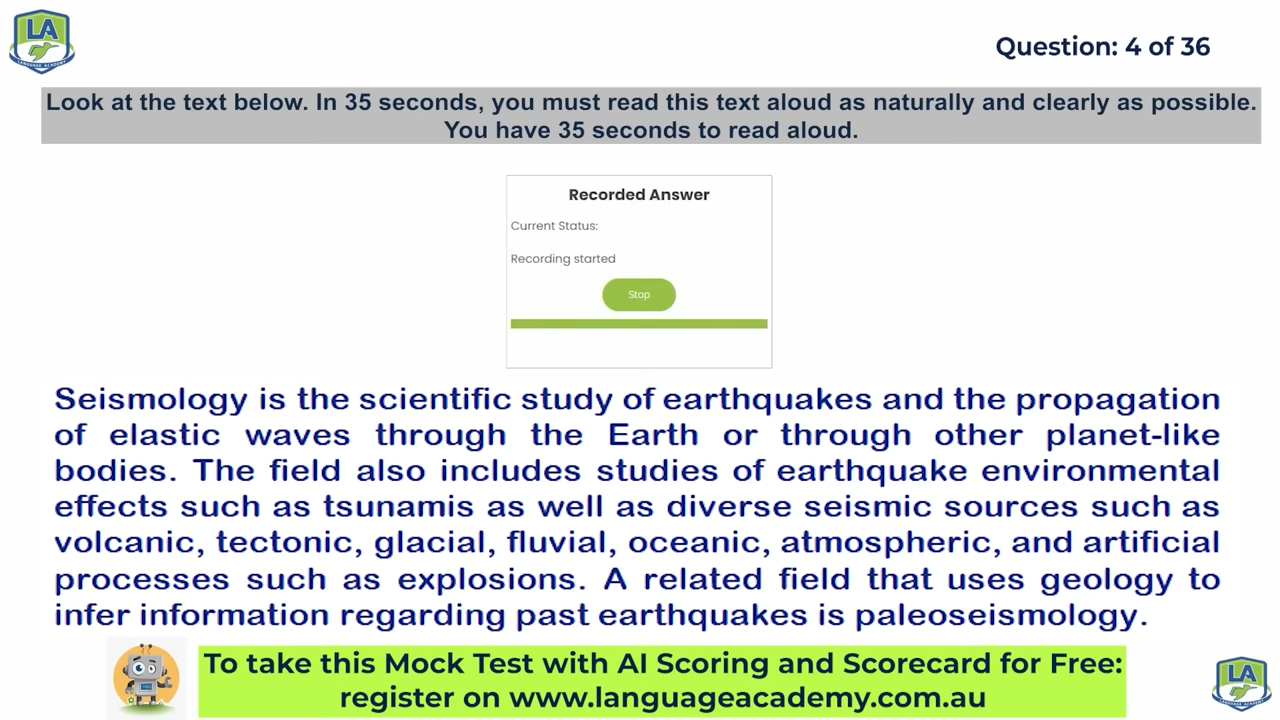 LA
LANGUAGE ACADEMY
Question: 4 of 36
Look at the text below. In 35 seconds, you must read this text aloud as naturally and clearly as possible.
You have 35 seconds to read aloud.
Recorded Answer
Current Status:
Recording started
Stop
Seismology is the scientific study of earthquakes and the propagation
of elastic waves through the Earth or through other planet-like
bodies. The field also includes studies of earthquake environmental
effects such as tsunamis as well as diverse seismic sources such as
volcanic, tectonic, glacial, fluvial, oceanic, atmospheric, and artificial
processes such as explosions. A related field that uses geology to
infer information regarding past earthquakes is paleoseismology.
To take this Mock Test with AI Scoring and Scorecard for Free:
register on www.languageacademy.com.au
LA
LANGUAGE ACADEMY